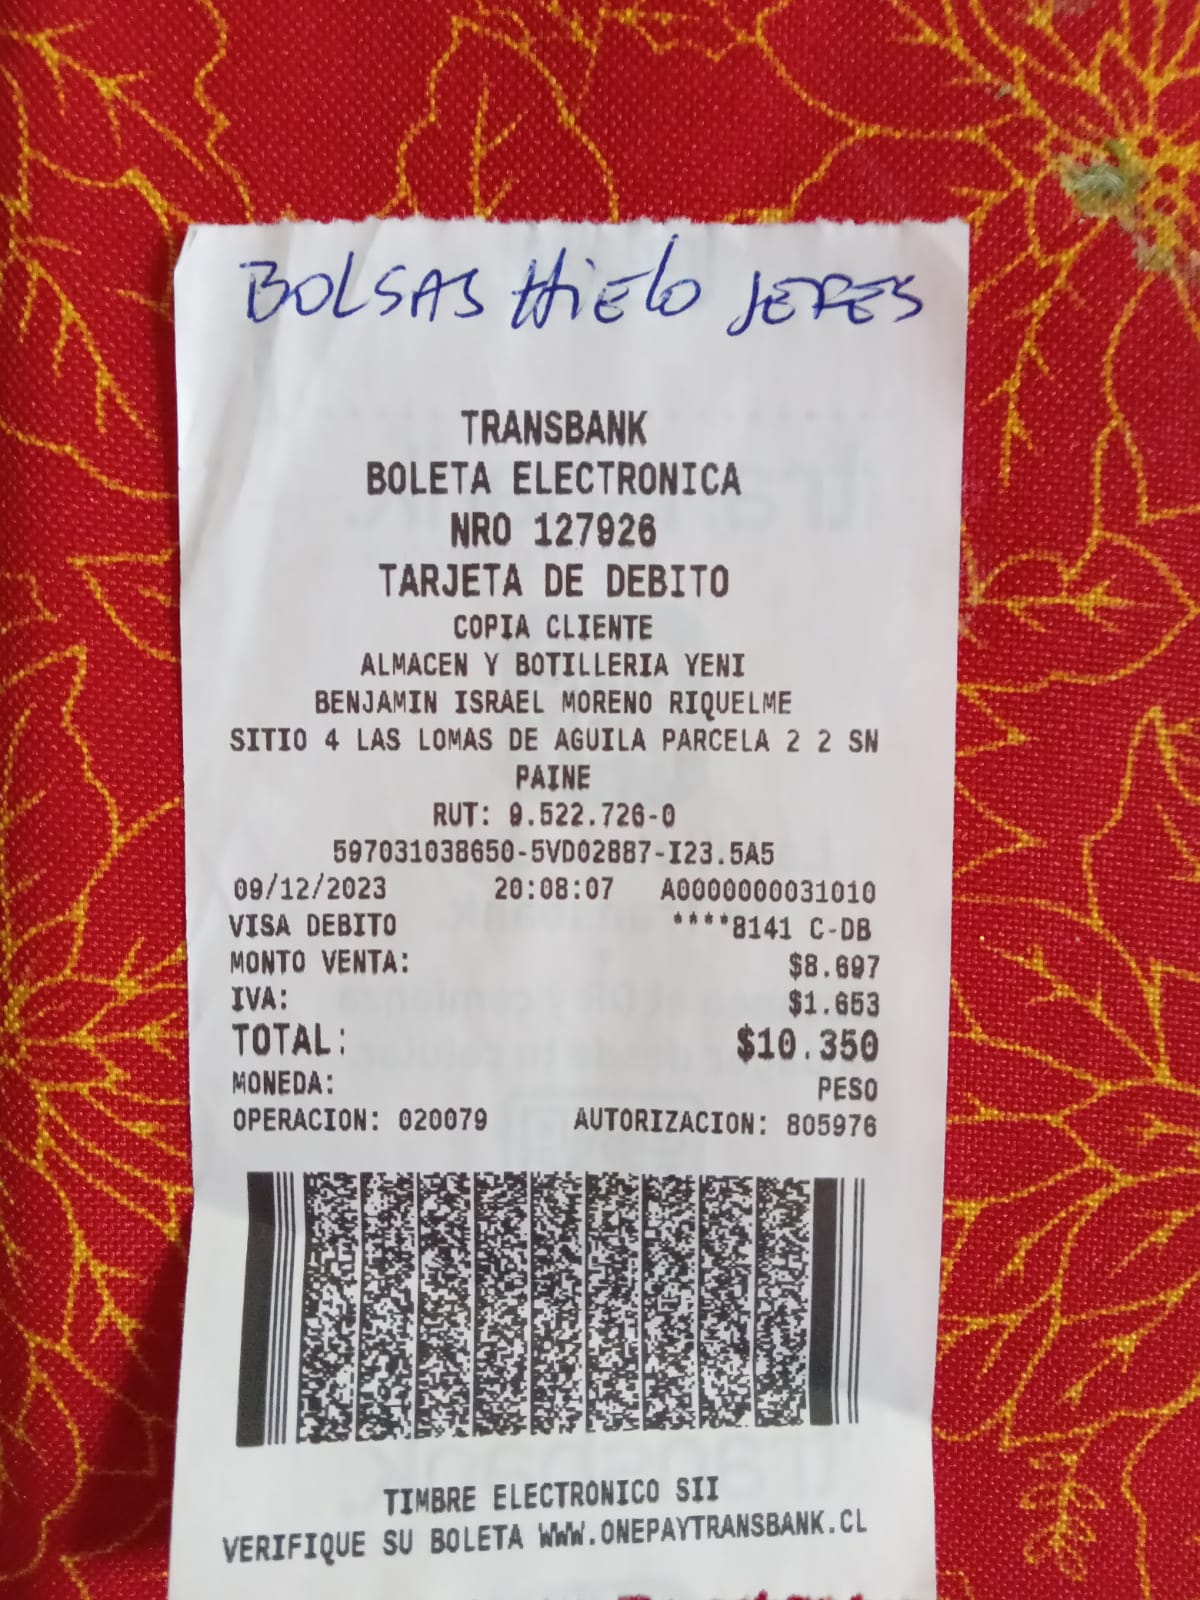 BOLSAS HIELO JERES
TRANSBANK
BOLETA ELECTRONICA
NRO 127926
TARJETA DE DEBITO
COPIA CLIENTE
ALMACEN Y BOTILLERIA YENI
BENJAMIN ISRAEL MORENO RIQUELME
SITIO 4 LAS LOMAS DE AGUILA PARCELA 2 2 SN
PAINE
RUT: 9.522.726-0
597031038650-5VD02887-I23.5A5
09/12/2023 20:08:07 A0000000031010
VISA DEBITO ****8141 C-DB
MONTO VENTA: $8.697
IVA: $1.653
TOTAL: $10.350
MONEDA: PESO
OPERACION: 020079 AUTORIZACION: 805976
TIMBRE ELECTRONICO SII
VERIFIQUE SU BOLETA WWW.ONEPAYTRANSBANK.CL